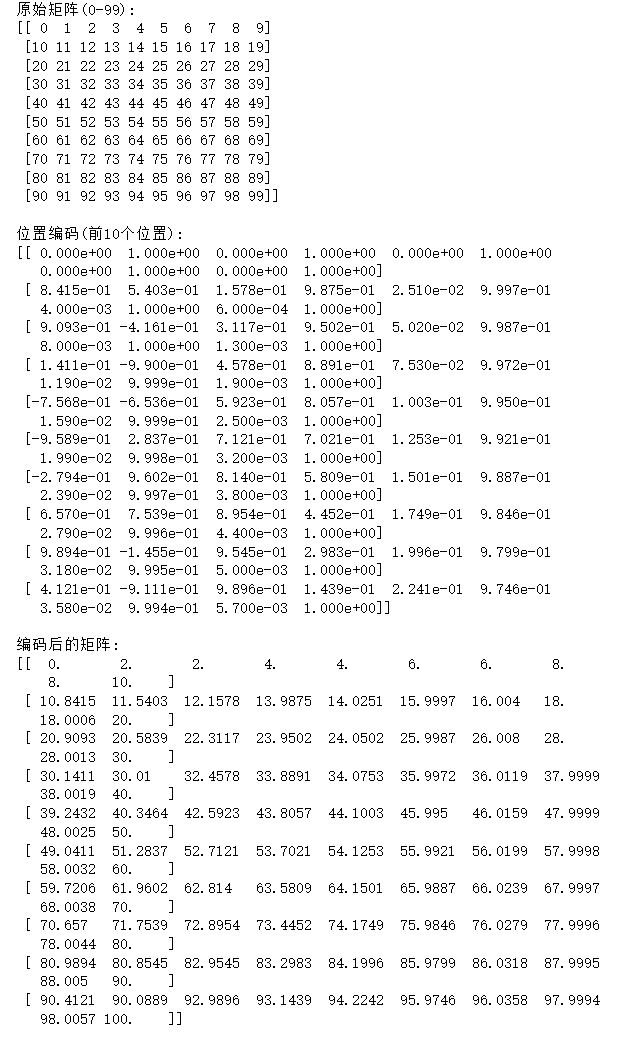 原始矩阵(0-99):
[[ 0  1  2  3  4  5  6  7  8  9]
 [10 11 12 13 14 15 16 17 18 19]
 [20 21 22 23 24 25 26 27 28 29]
 [30 31 32 33 34 35 36 37 38 39]
 [40 41 42 43 44 45 46 47 48 49]
 [50 51 52 53 54 55 56 57 58 59]
 [60 61 62 63 64 65 66 67 68 69]
 [70 71 72 73 74 75 76 77 78 79]
 [80 81 82 83 84 85 86 87 88 89]
 [90 91 92 93 94 95 96 97 98 99]]

位置编码(前10个位置):
[[ 0.000e+00  1.000e+00  0.000e+00  1.000e+00  0.000e+00  1.000e+00
   0.000e+00  1.000e+00  0.000e+00  1.000e+00]
 [ 8.415e-01  5.403e-01  1.578e-01  9.875e-01  2.510e-02  9.997e-01
   4.000e-03  1.000e+00  6.000e-04  1.000e+00]
 [ 9.093e-01 -4.161e-01  3.117e-01  9.502e-01  5.020e-02  9.987e-01
   8.000e-03  1.000e+00  1.300e-03  1.000e+00]
 [ 1.411e-01 -9.900e-01  4.578e-01  8.891e-01  7.530e-02  9.972e-01
   1.190e-02  9.999e-01  1.900e-03  1.000e+00]
 [-7.568e-01 -6.536e-01  5.923e-01  8.057e-01  1.003e-01  9.950e-01
   1.590e-02  9.999e-01  2.500e-03  1.000e+00]
 [-9.589e-01  2.837e-01  7.121e-01  7.021e-01  1.253e-01  9.921e-01
   1.990e-02  9.998e-01  3.200e-03  1.000e+00]
 [-2.794e-01  9.602e-01  8.140e-01  5.809e-01  1.501e-01  9.887e-01
   2.390e-02  9.997e-01  3.800e-03  1.000e+00]
 [ 6.570e-01  7.539e-01  8.954e-01  4.452e-01  1.749e-01  9.846e-01
   2.790e-02  9.996e-01  4.400e-03  1.000e+00]
 [ 9.894e-01 -1.455e-01  9.545e-01  2.983e-01  1.996e-01  9.799e-01
   3.180e-02  9.995e-01  5.000e-03  1.000e+00]
 [ 4.121e-01 -9.111e-01  9.896e-01  1.439e-01  2.241e-01  9.746e-01
   3.580e-02  9.994e-01  5.700e-03  1.000e+00]]

编码后的矩阵:
[[  0.       2.       2.       4.       4.       6.       6.       8.
    8.      10.    ]
 [ 10.8415  11.5403  12.1578  13.9875  14.0251  15.9997  16.004   18.
   18.0006  20.    ]
 [ 20.9093  20.5839  22.3117  23.9502  24.0502  25.9987  26.008   28.
   28.0013  30.    ]
 [ 30.1411  30.01    32.4578  33.8891  34.0753  35.9972  36.0119  37.9999
   38.0019  40.    ]
 [ 39.2432  40.3464  42.5923  43.8057  44.1003  45.995   46.0159  47.9999
   48.0025  50.    ]
 [ 49.0411  51.2837  52.7121  53.7021  54.1253  55.9921  56.0199  57.9998
   58.0032  60.    ]
 [ 59.7206  61.9602  62.814   63.5809  64.1501  65.9887  66.0239  67.9997
   68.0038  70.    ]
 [ 70.657   71.7539  72.8954  73.4452  74.1749  75.9846  76.0279  77.9996
   78.0044  80.    ]
 [ 80.9894  80.8545  82.9545  83.2983  84.1996  85.9799  86.0318  87.9995
   88.005   90.    ]
 [ 90.4121  90.0889  92.9896  93.1439  94.2242  95.9746  96.0358  97.9994
   98.0057 100.    ]]